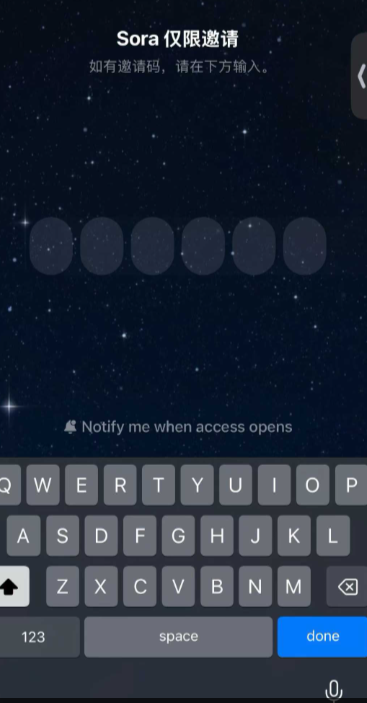 Sora 仅限邀请
如有邀请码，请在下方输入。
Notify me when access opens
Q W E R T Y U I O P
A S D F G H J K L
Z X C V B N M
123 space done